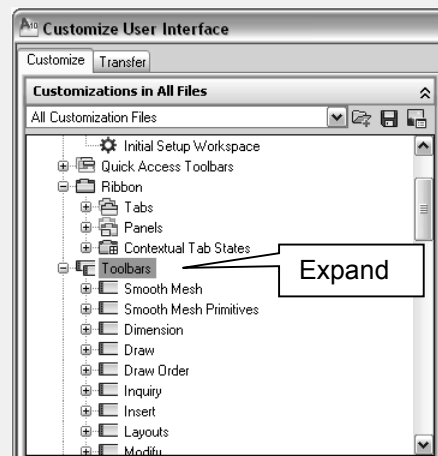 Customize User Interface
Customize Transfer
Customizations in All Files
All Customization Files
Initial Setup Workspace
Quick Access Toolbars
Ribbon
Tabs
Panels
Contextual Tab States
Toolbars
Expand
Smooth Mesh
Smooth Mesh Primitives
Dimension
Draw
Draw Order
Inquiry
Insert
Layouts
Modify